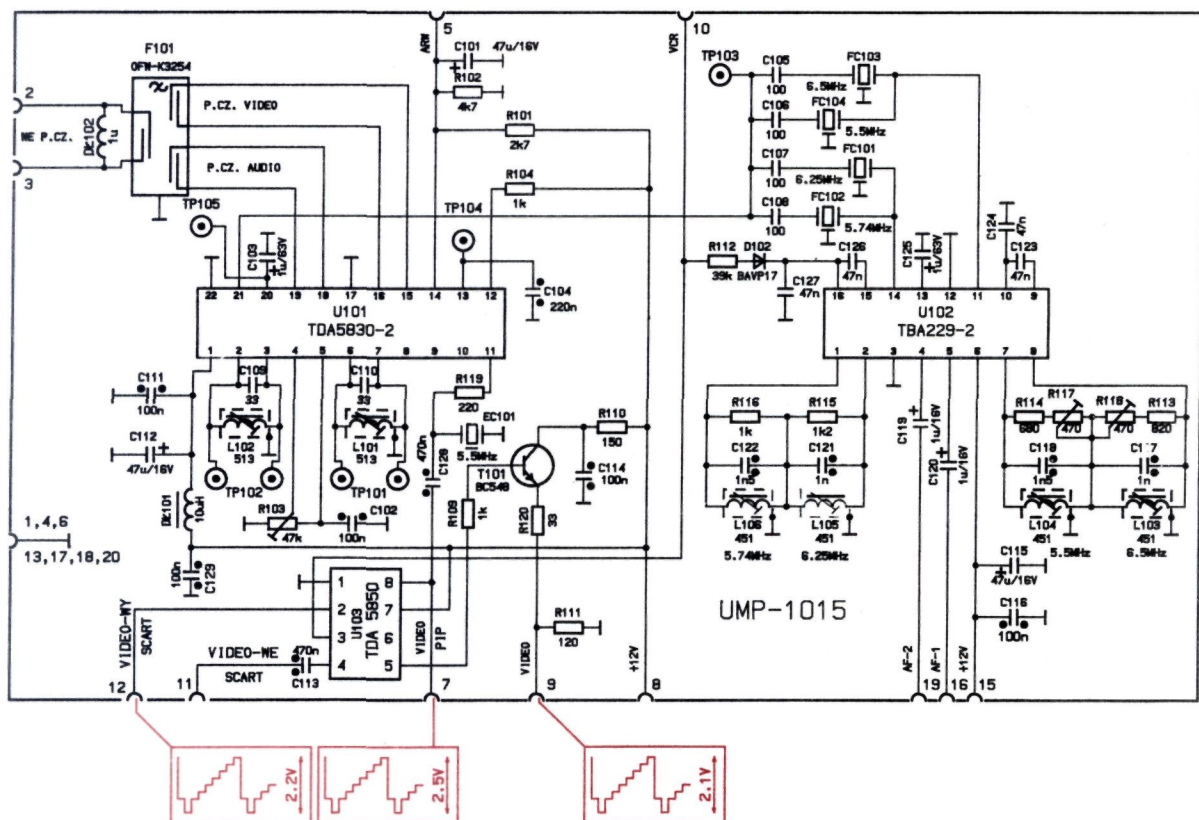 5
10
ARW
VCR
F101
OFW-K3254
C101
47u/16V
R102
4k7
TP103
C105
100
FC103
6.5MHz
2
P.CZ. VIDEO
R101
2k7
C106
100
FC104
5.5MHz
WE P.CZ.
DŁ102
1u
P.CZ. AUDIO
C107
100
FC101
6.25MHz
3
R104
1k
TP105
TP104
C108
100
FC102
5.74MHz
C124
47n
C103
1u/63V
R112
39k
D102
BAVP17
C126
47n
C125
1u/63V
C123
47n
C127
47n
C104
220n
22 21 20 19 18 17 16 15 14 13 12
U101
TDA5830-2
1 2 3 4 5 6 7 8 9 10 11
16 15 14 13 12 11 10 9
U102
TBA229-2
1 2 3 4 5 6 7 8
C111
100n
C109
33
C110
33
R119
220
R116
1k
R115
1k2
R114
680
R117
470
R118
470
R113
820
C112
47u/16V
L102
513
L101
513
EC101
5.5MHz
470n
C128
R110
150
C122
1n5
C121
1n
C119
1u/16V
C120
1u/16V
C118
1n5
C117
1n
TP102
TP101
T101
BC548
C114
100n
DŁ101
10uH
R103
47k
C102
100n
R109
1k
R120
33
L106
451
5.74MHz
L105
451
6.25MHz
L104
451
5.5MHz
L103
451
6.5MHz
1,4,6
13,17,18,20
100n
C129
C115
47u/16V
1 2 3 4
U103
TDA 5850
8 7 6 5
UMP-1015
C116
100n
VIDEO-WY
SCART
VIDEO-WE
SCART
470n
C113
VIDEO
PIP
VIDEO
R111
120
+12V
AF-2
AF-1
+12V
12
11
7
9
8
19
16
15
2.2V
2.5V
2.1V